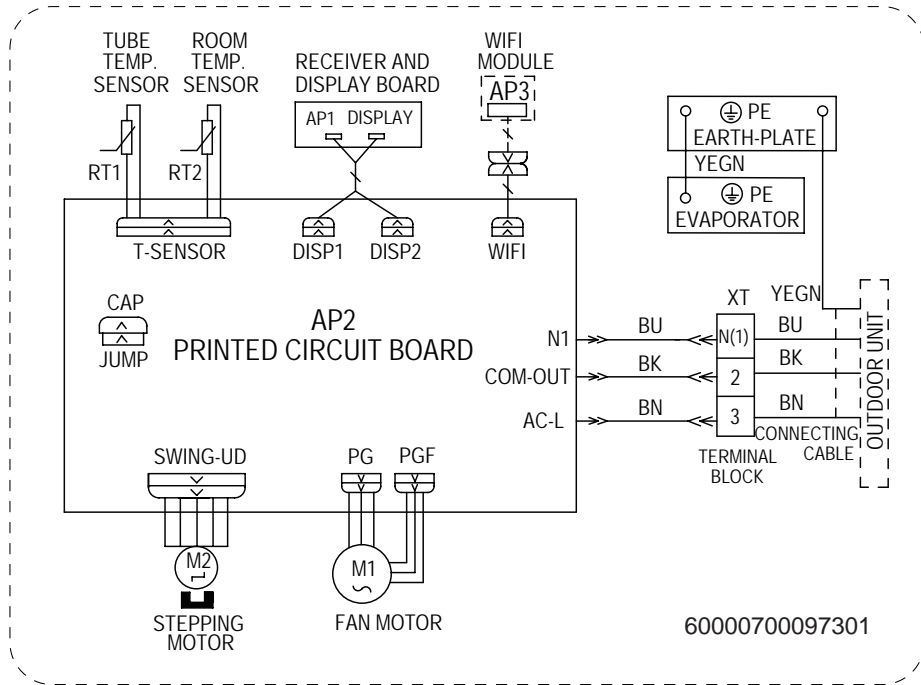 TUBE
TEMP.
SENSOR
ROOM
TEMP.
SENSOR
RECEIVER AND
DISPLAY BOARD
WIFI
MODULE
AP1 DISPLAY
AP3
PE
EARTH-PLATE
YEGN
PE
EVAPORATOR
RT1
RT2
T-SENSOR
DISP1
DISP2
WIFI
CAP
JUMP
AP2
PRINTED CIRCUIT BOARD
N1
COM-OUT
AC-L
BU
BK
BN
XT
N(1)
2
3
TERMINAL
BLOCK
YEGN
BU
BK
BN
CONNECTING
CABLE
OUTDOOR UNIT
SWING-UD
PG
PGF
M2
M1
STEPPING
MOTOR
FAN MOTOR
60000700097301